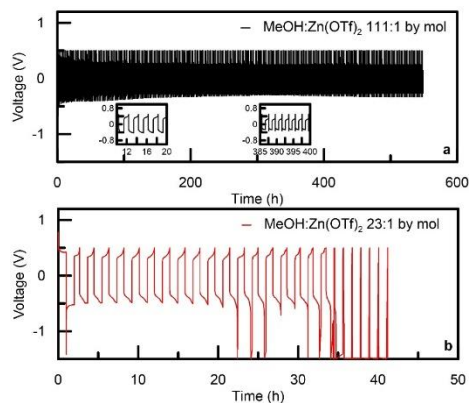 1
0
-1
Voltage (V)
— MeOH:Zn(OTf)₂ 111:1 by mol
0.8
0.0
-0.8
12 16 20
0.8
0.0
-0.8
385 390 395 400
a
0 200 400 600
Time (h)
1
0
-1
Voltage (V)
— MeOH:Zn(OTf)₂ 23:1 by mol
b
0 10 20 30 40 50
Time (h)